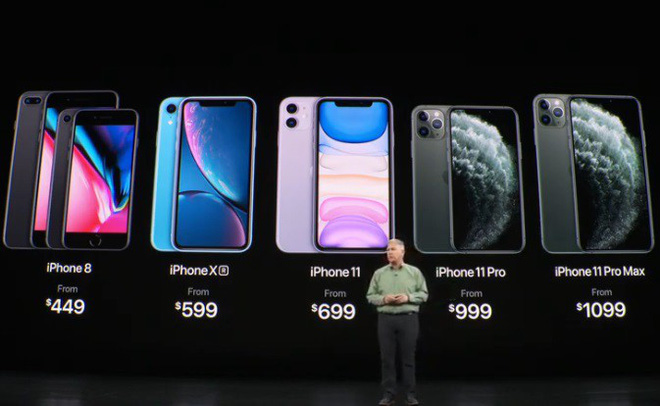 iPhone 8
From
$449
iPhone XR
From
$599
iPhone 11
From
$699
iPhone 11 Pro
From
$999
iPhone 11 Pro Max
From
$1099